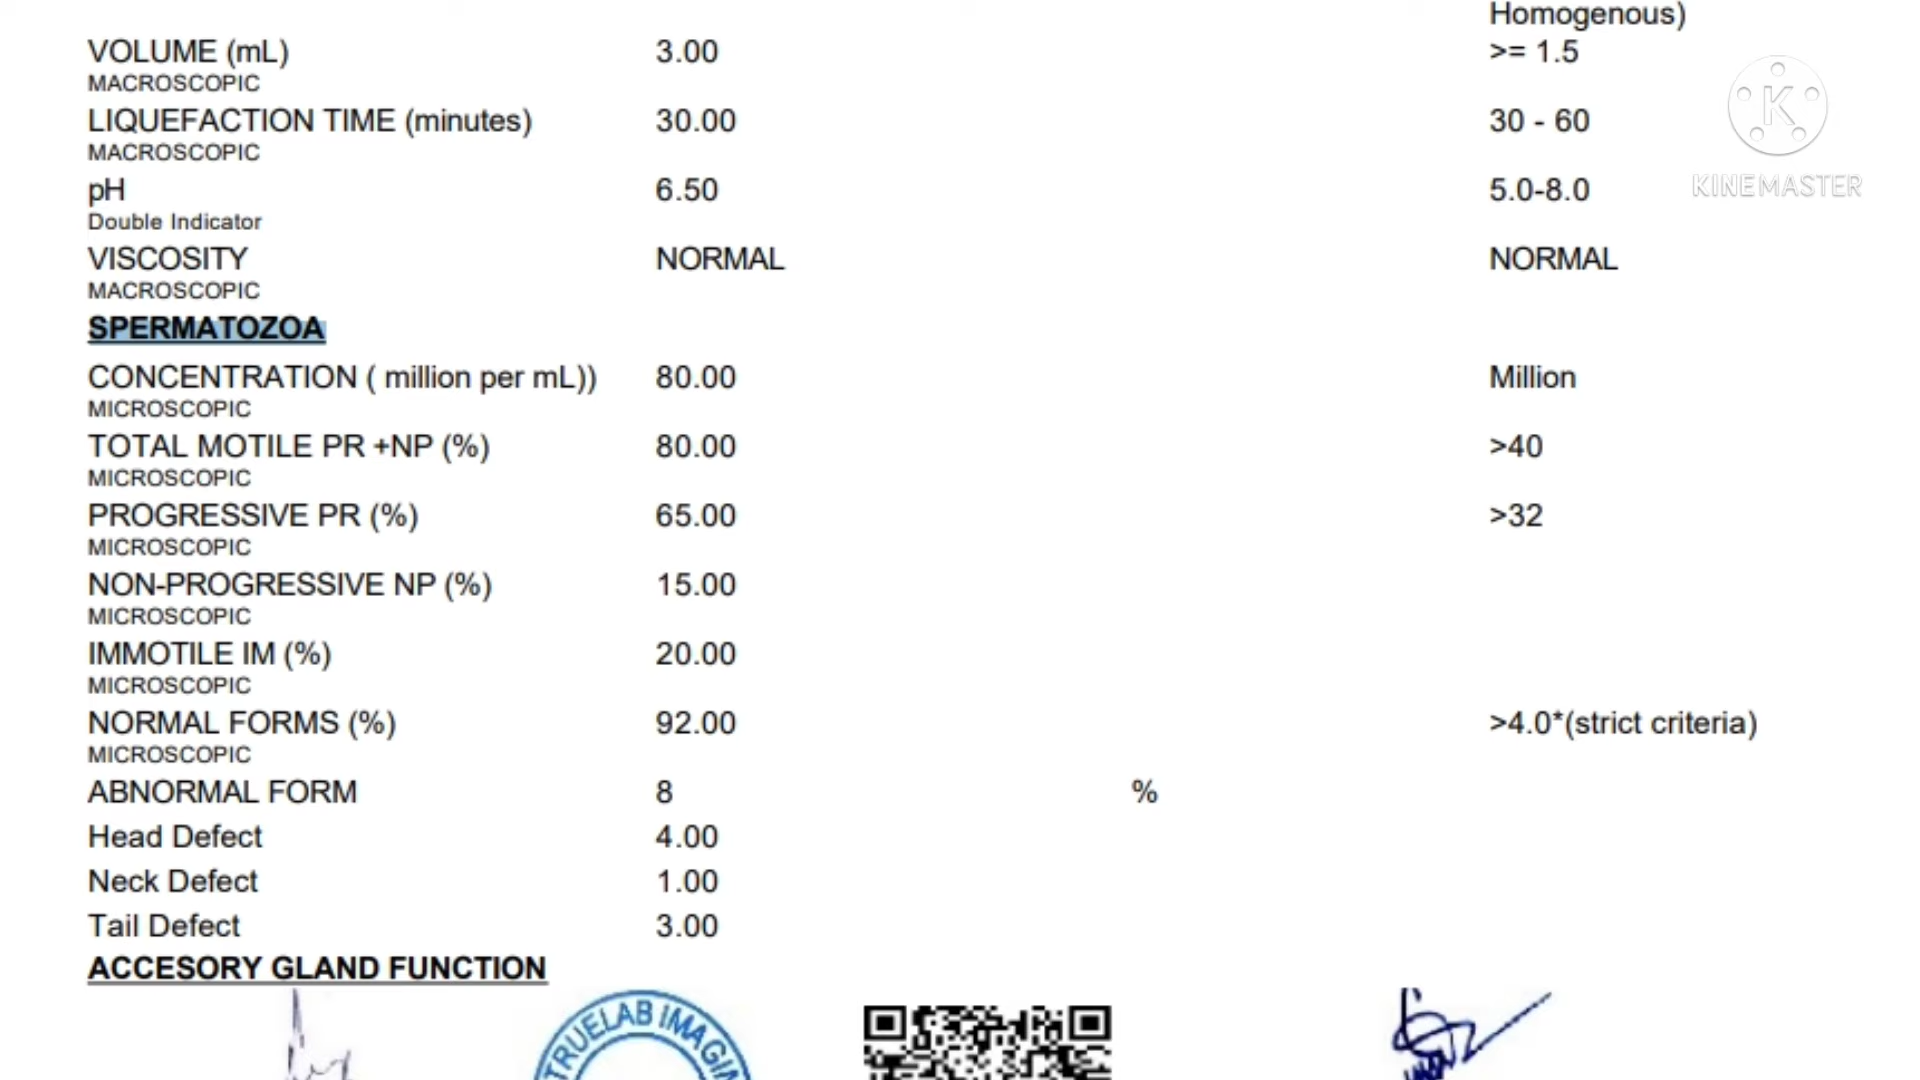 Homogenous)
VOLUME (mL) 3.00 >= 1.5
MACROSCOPIC
LIQUEFACTION TIME (minutes) 30.00 30 - 60
MACROSCOPIC
pH 6.50 5.0-8.0
Double Indicator
VISCOSITY NORMAL NORMAL
MACROSCOPIC
SPERMATOZOA
CONCENTRATION ( million per mL)) 80.00 Million
MICROSCOPIC
TOTAL MOTILE PR +NP (%) 80.00 >40
MICROSCOPIC
PROGRESSIVE PR (%) 65.00 >32
MICROSCOPIC
NON-PROGRESSIVE NP (%) 15.00
MICROSCOPIC
IMMOTILE IM (%) 20.00
MICROSCOPIC
NORMAL FORMS (%) 92.00 >4.0*(strict criteria)
MICROSCOPIC
ABNORMAL FORM 8 %
Head Defect 4.00
Neck Defect 1.00
Tail Defect 3.00
ACCESORY GLAND FUNCTION
TRUELAB IMAGIN
K
KINEMASTER